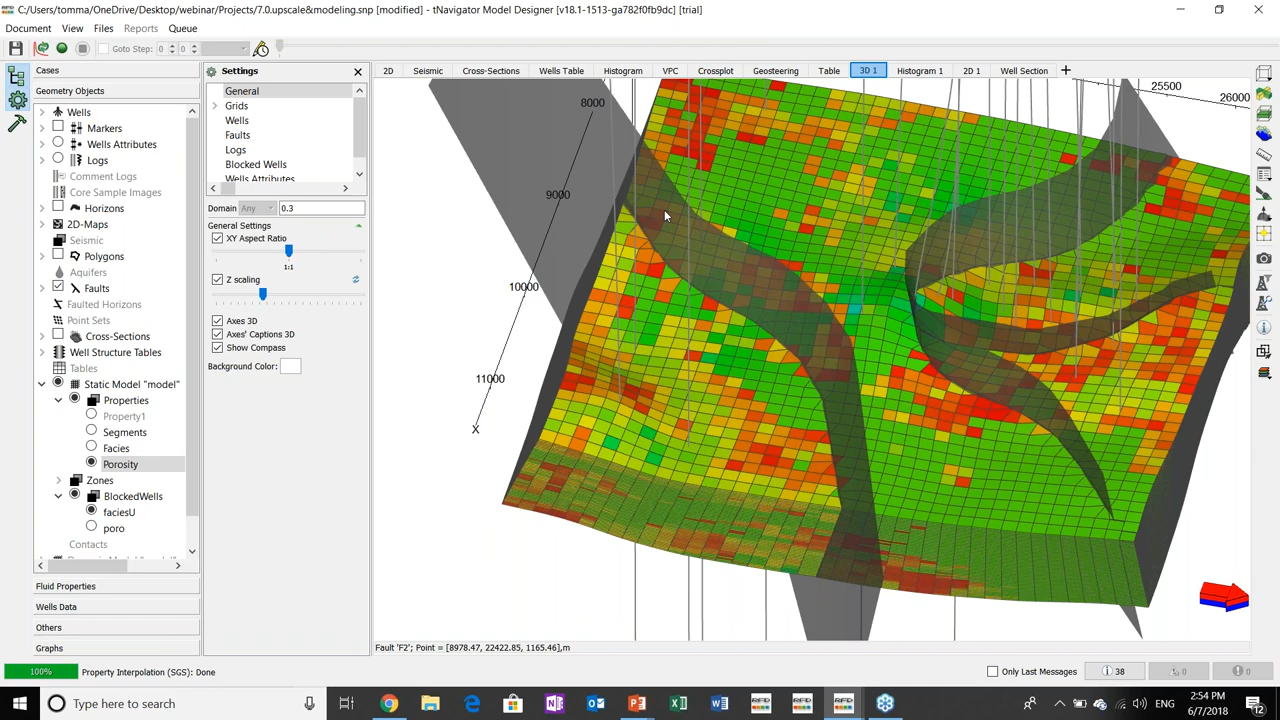 C:/Users/tomma/OneDrive/Desktop/webinar/Projects/7.0.upscale&modeling.snp [modified] - tNavigator Model Designer [v18.1-1513-ga782f0fb9dc] [trial]
Document View Files Reports Queue
Goto Step: 0 0
Cases
Geometry Objects
Wells
Markers
Wells Attributes
Logs
Comment Logs
Core Sample Images
Horizons
2D-Maps
Seismic
Polygons
Aquifers
Faults
Faulted Horizons
Point Sets
Cross-Sections
Well Structure Tables
Tables
Static Model "model"
Properties
Property1
Segments
Facies
Porosity
Zones
BlockedWells
faciesU
poro
Contacts
Fluid Properties
Wells Data
Others
Graphs
Settings
General
Grids
Wells
Faults
Logs
Blocked Wells
Wells Attributes
Domain Any 0.3
General Settings
XY Aspect Ratio
1:1
Z scaling
Axes 3D
Axes' Captions 3D
Show Compass
Background Color:
2D Seismic Cross-Sections Wells Table Histogram VPC Crossplot Geosteering Table 3D 1 Histogram 1 2D 1 Well Section
25500
26000
8000
9000
10000
11000
X
Fault 'F2'; Point = [8978.47, 22422.85, 1165.46],m
100% Property Interpolation (SGS): Done
Only Last Messages 38 0 0
Type here to search
RFD RFD RFD
ENG
2:54 PM
6/7/2018